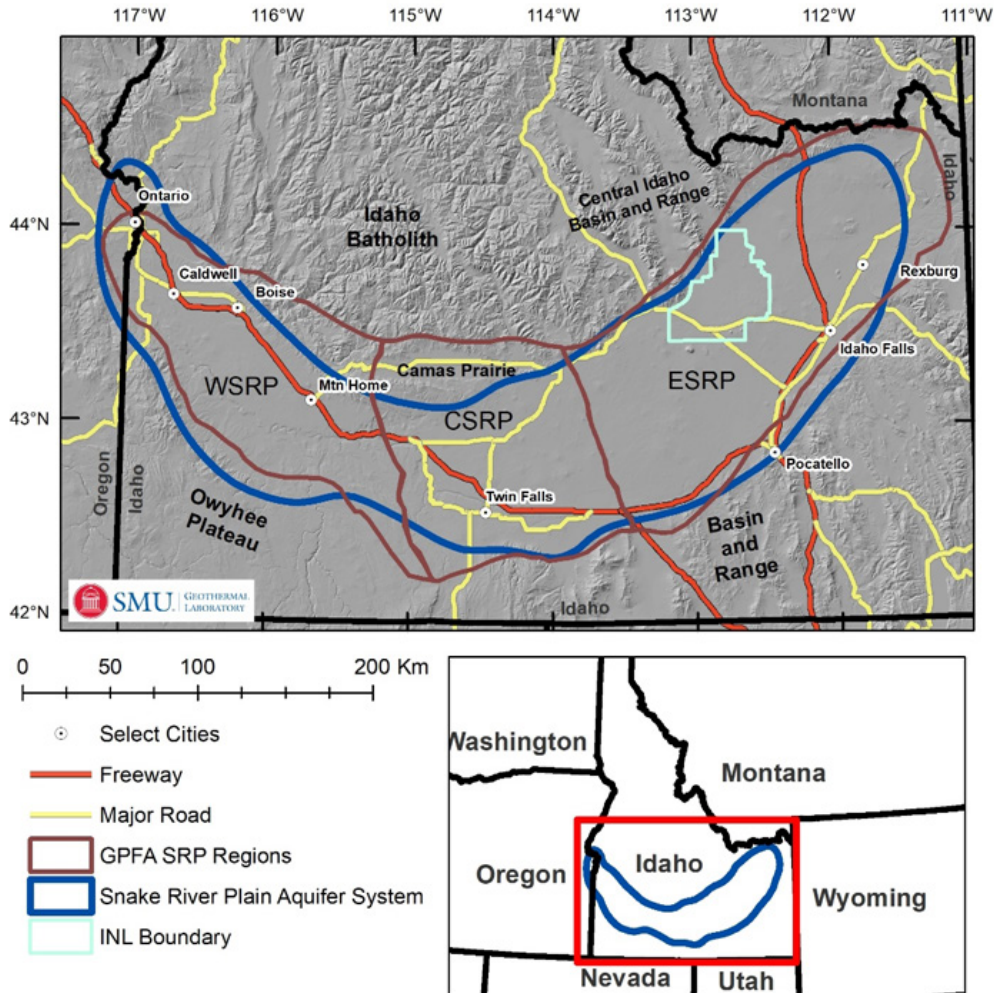 117°W 116°W 115°W 114°W 113°W 112°W 111°W
Montana
Idaho
Central Idaho
Basin and Range
Ontario
44°N
Idaho
Batholith
Caldwell
Boise
Rexburg
Idaho Falls
Camas Prairie
WSRP
Mtn Home
ESRP
43°N
CSRP
Pocatello
Oregon
Idaho
Owyhee
Plateau
Twin Falls
Basin
and
Range
SMU. GEOTHERMAL
LABORATORY
42°N
Idaho
0 50 100 200 Km
Select Cities
Freeway
Major Road
GPFA SRP Regions
Snake River Plain Aquifer System
INL Boundary
Washington
Montana
Oregon
Idaho
Wyoming
Nevada
Utah